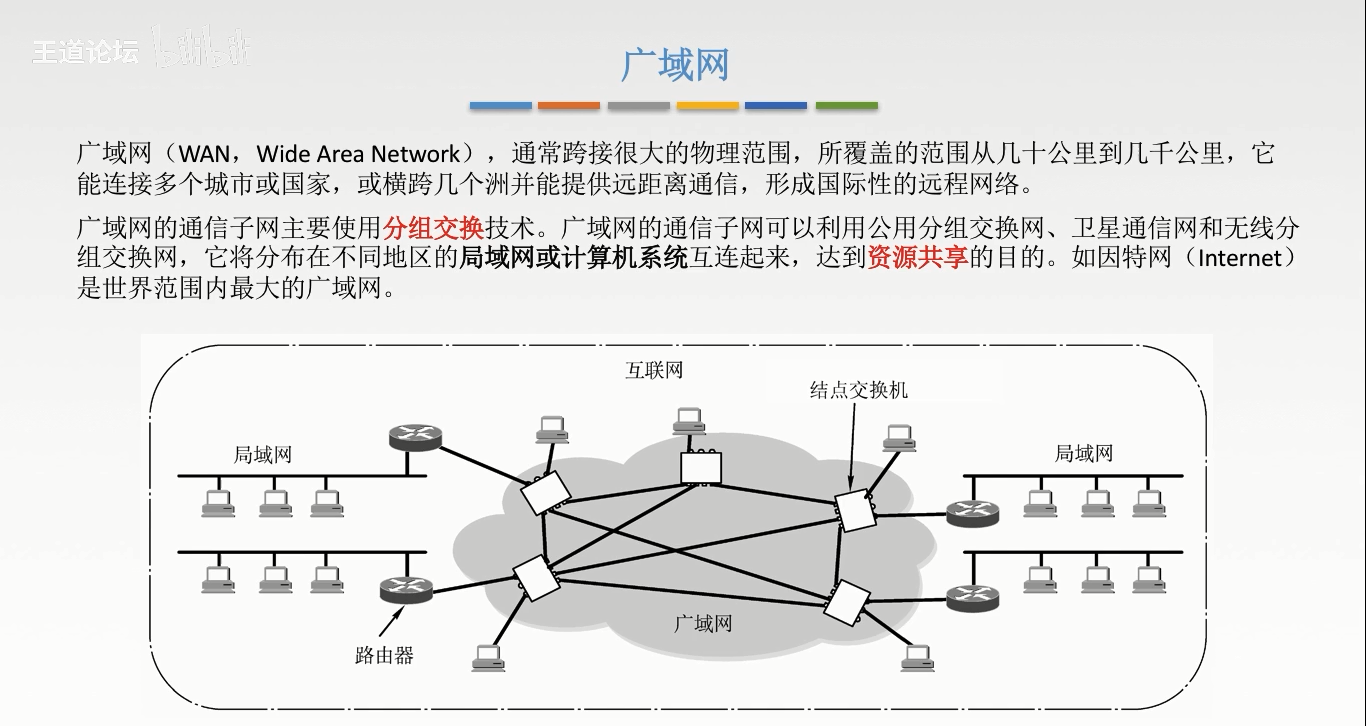 王道论坛 bilibili
广域网
广域网（WAN，Wide Area Network），通常跨接很大的物理范围，所覆盖的范围从几十公里到几千公里，它
能连接多个城市或国家，或横跨几个洲并能提供远距离通信，形成国际性的远程网络。
广域网的通信子网主要使用分组交换技术。广域网的通信子网可以利用公用分组交换网、卫星通信网和无线分
组交换网，它将分布在不同地区的局域网或计算机系统互连起来，达到资源共享的目的。如因特网（Internet）
是世界范围内最大的广域网。
互联网
结点交换机
局域网
局域网
广域网
路由器